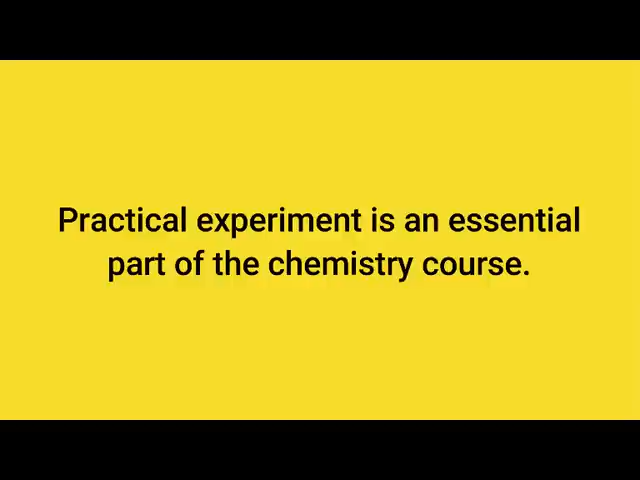 Practical experiment is an essential
part of the chemistry course.